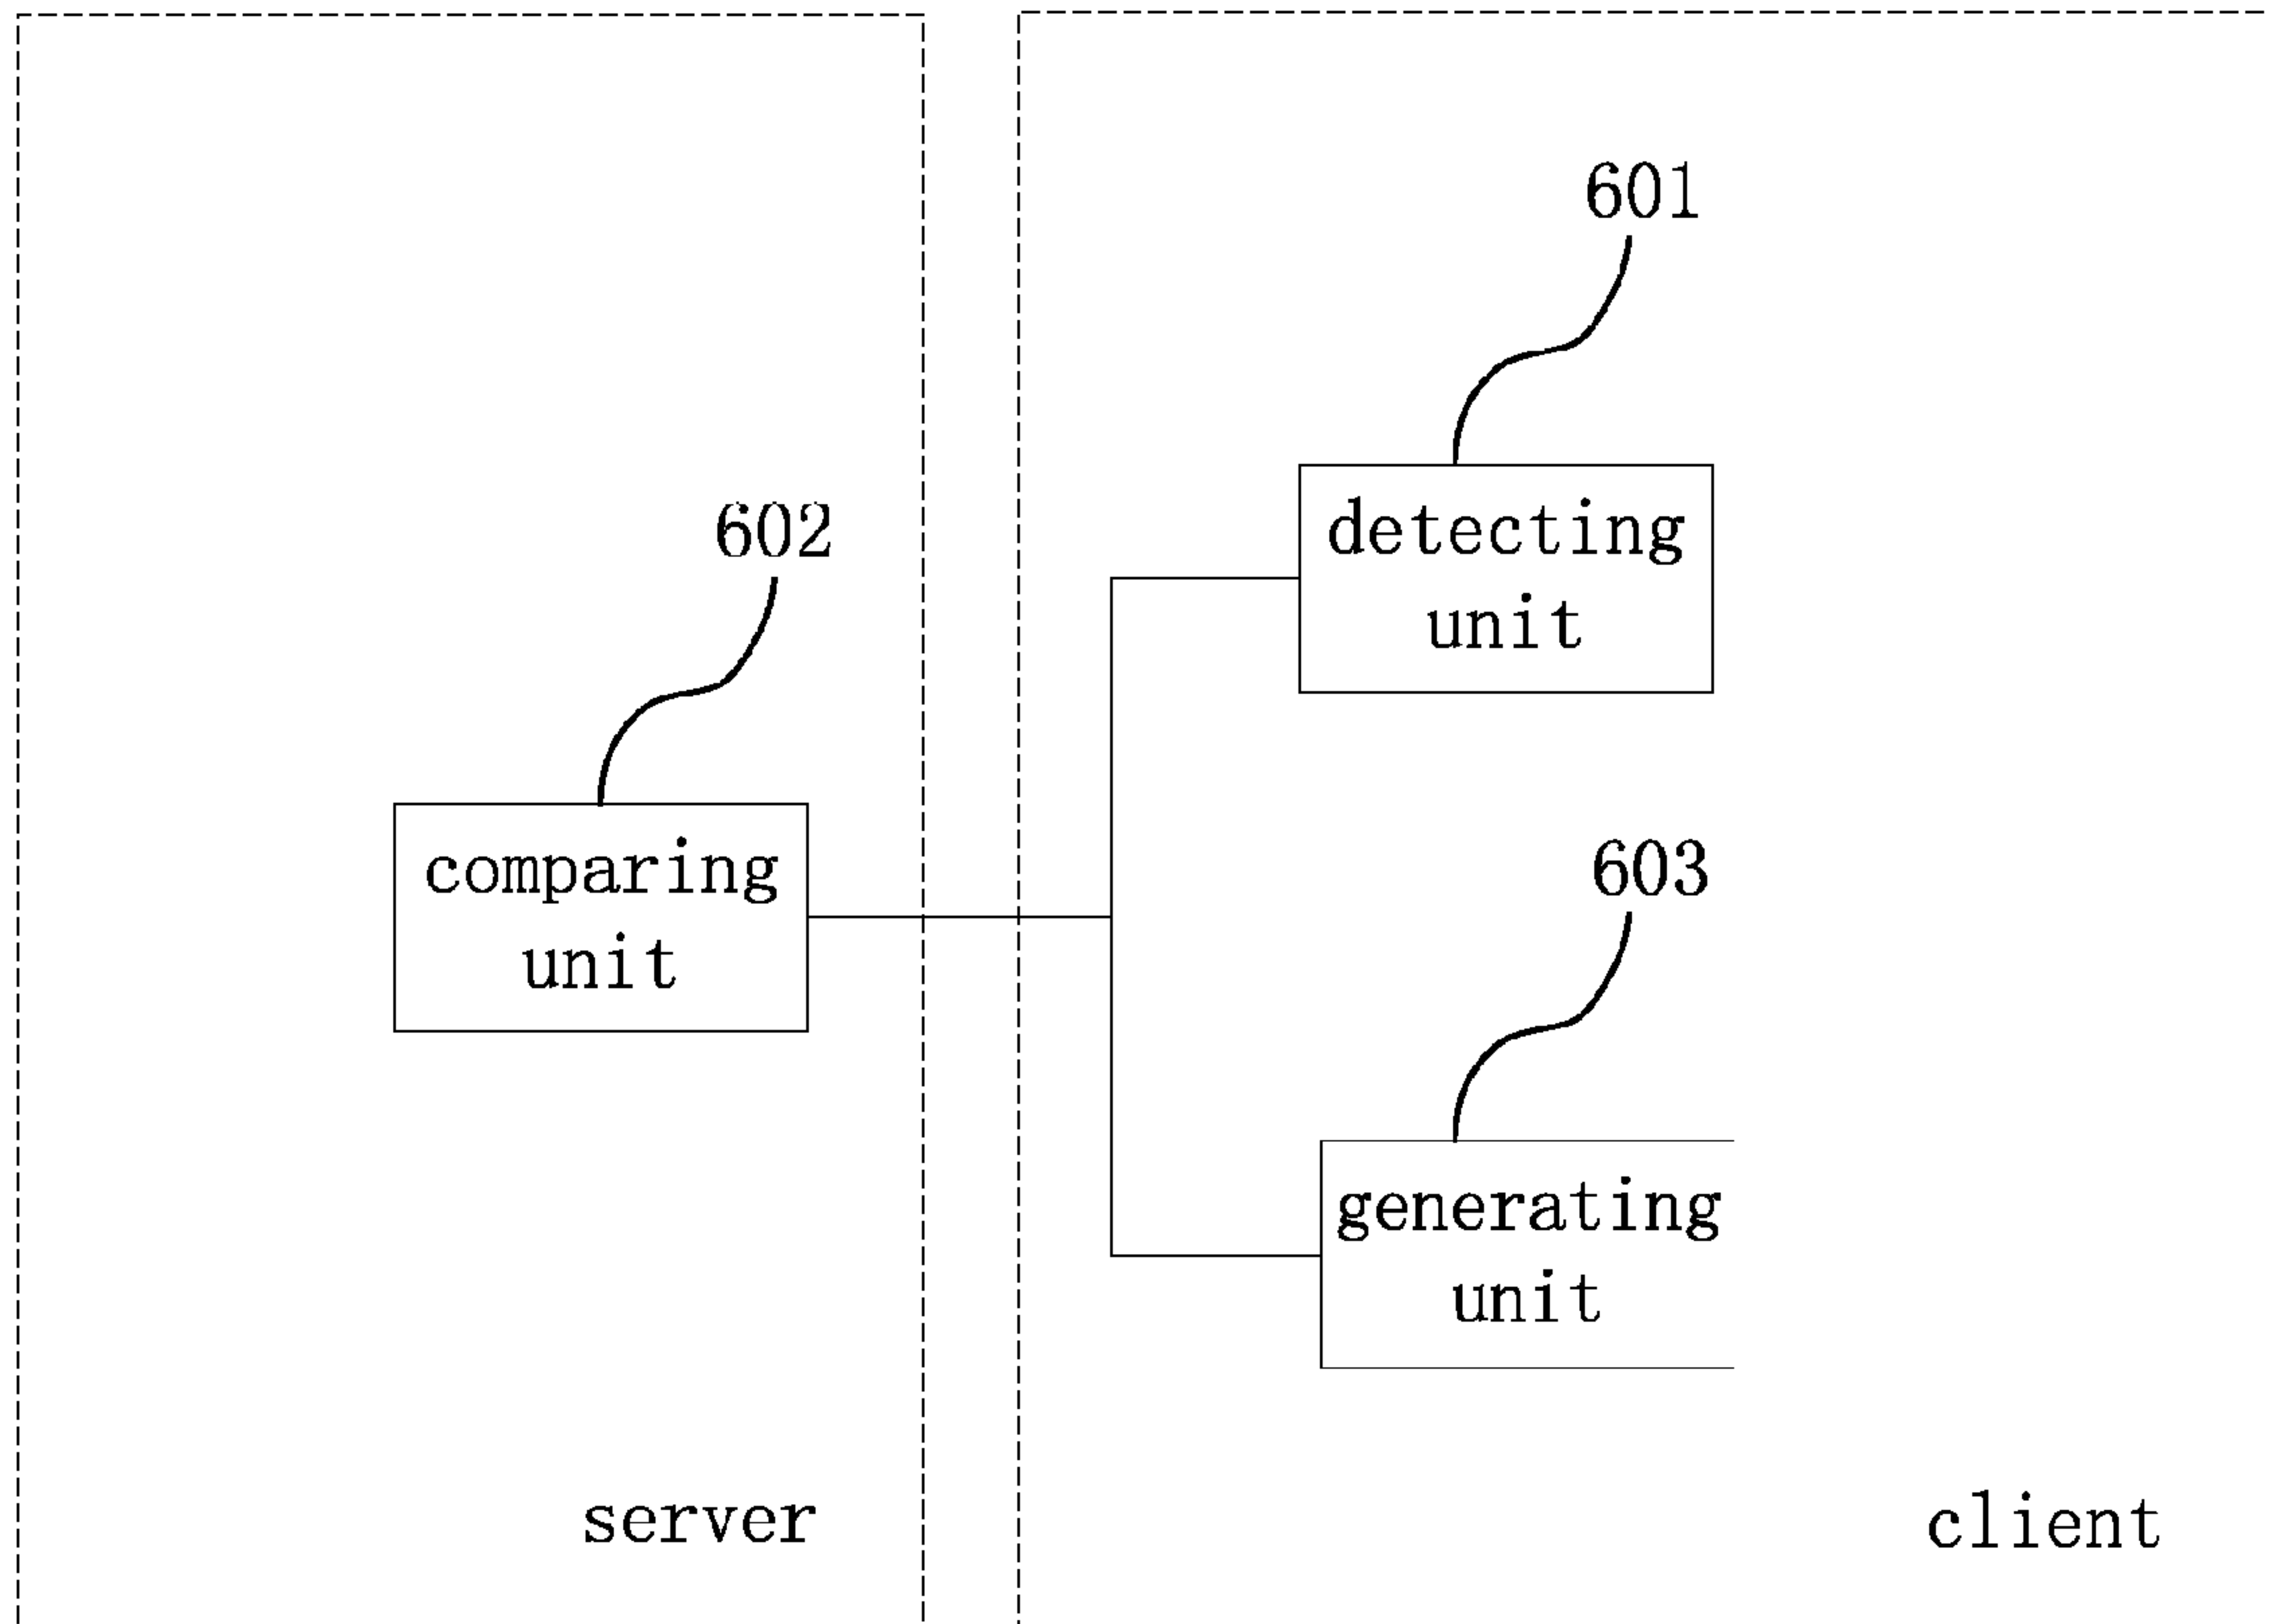 601
detecting
unit
602
comparing
unit
603
generating
unit
server
client